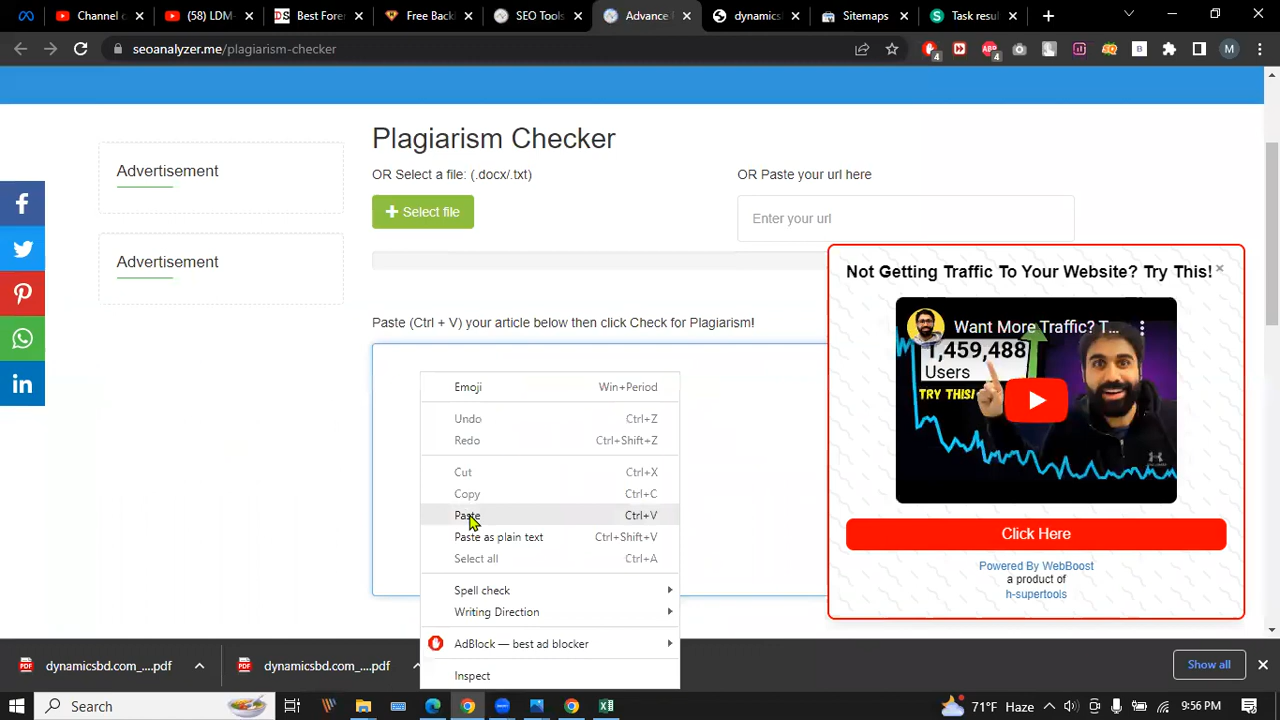 Channel c
(58) LDM-
Best Forer
Free Back
SEO Tools
Advance
dynamicsl
Sitemaps
Task resul
seoanalyzer.me/plagiarism-checker
4
4
M
Advertisement
Advertisement
Plagiarism Checker
OR Select a file: (.docx/.txt)
OR Paste your url here
Select file
Enter your url
Paste (Ctrl + V) your article below then click Check for Plagiarism!
Emoji Win+Period
Undo Ctrl+Z
Redo Ctrl+Shift+Z
Cut Ctrl+X
Copy Ctrl+C
Paste Ctrl+V
Paste as plain text Ctrl+Shift+V
Select all Ctrl+A
Spell check
Writing Direction
AdBlock — best ad blocker
Inspect
Not Getting Traffic To Your Website? Try This!
Want More Traffic? T...
1,459,488
Users
TRY THIS!
Click Here
Powered By WebBoost
a product of
h-supertools
dynamicsbd.com_....pdf
dynamicsbd.com_....pdf
Show all
Search
71°F Haze
9:56 PM